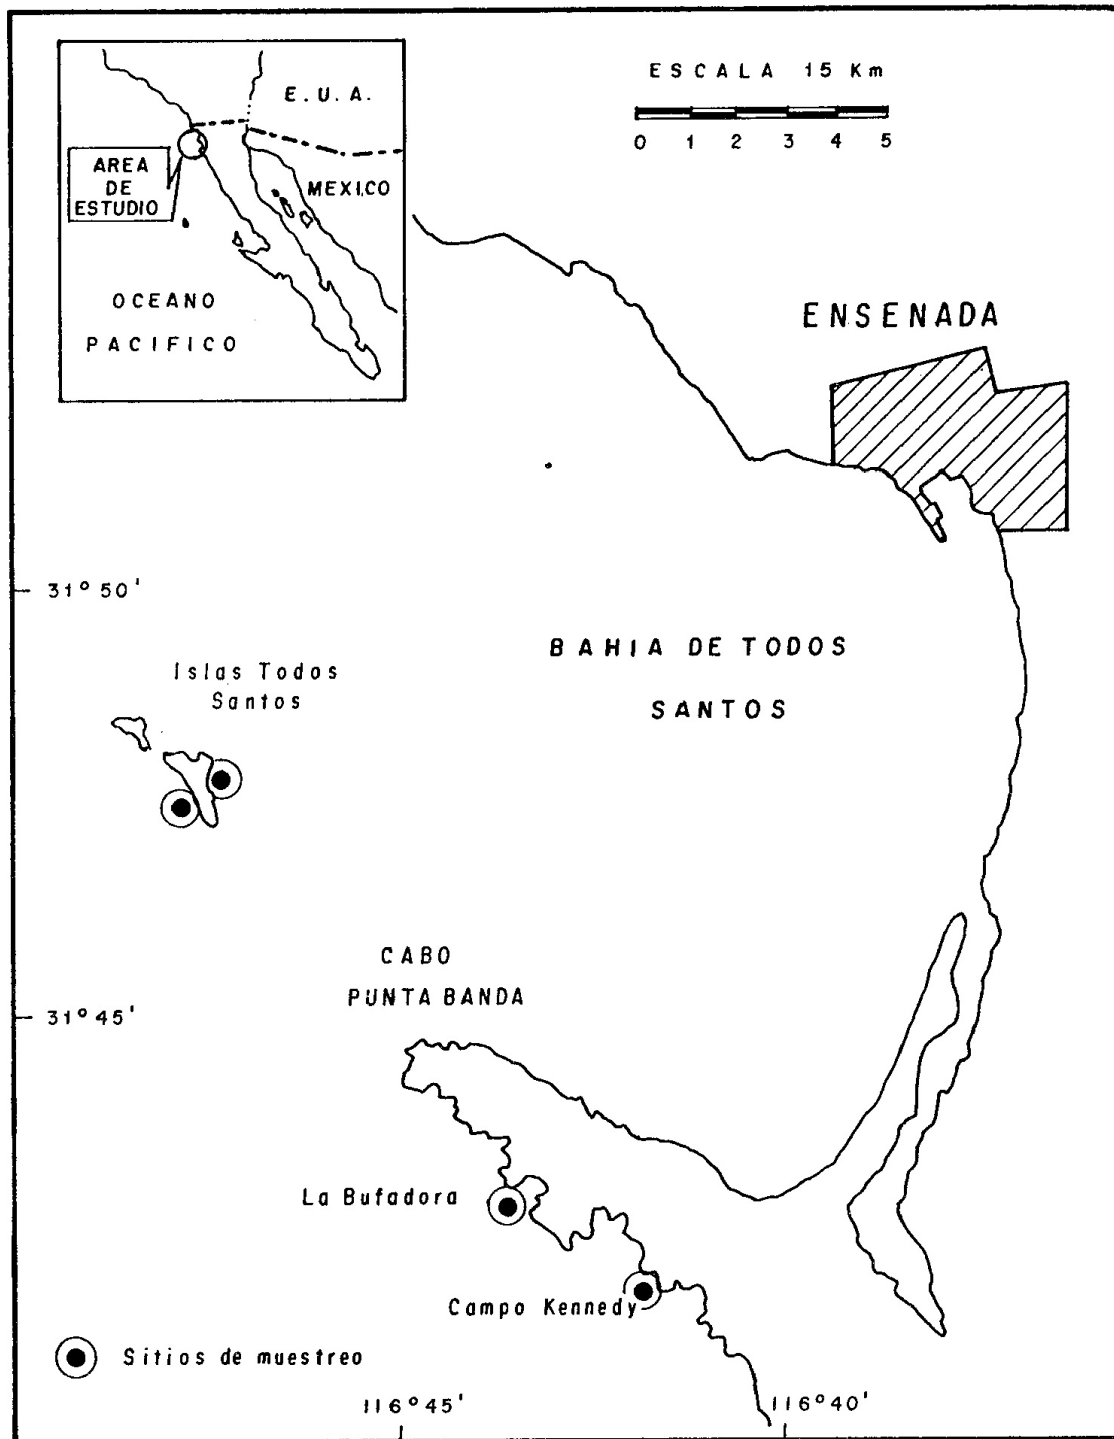 E. U. A.
AREA
DE
ESTUDIO
MEXICO
OCEANO
PACIFICO
ESCALA 15 Km
0 1 2 3 4 5
ENSENADA
31° 50'
BAHIA DE TODOS
SANTOS
Islas Todos
Santos
CABO
PUNTA BANDA
31° 45'
La Bufadora
Campo Kennedy
Sitios de muestreo
116° 45'
116° 40'